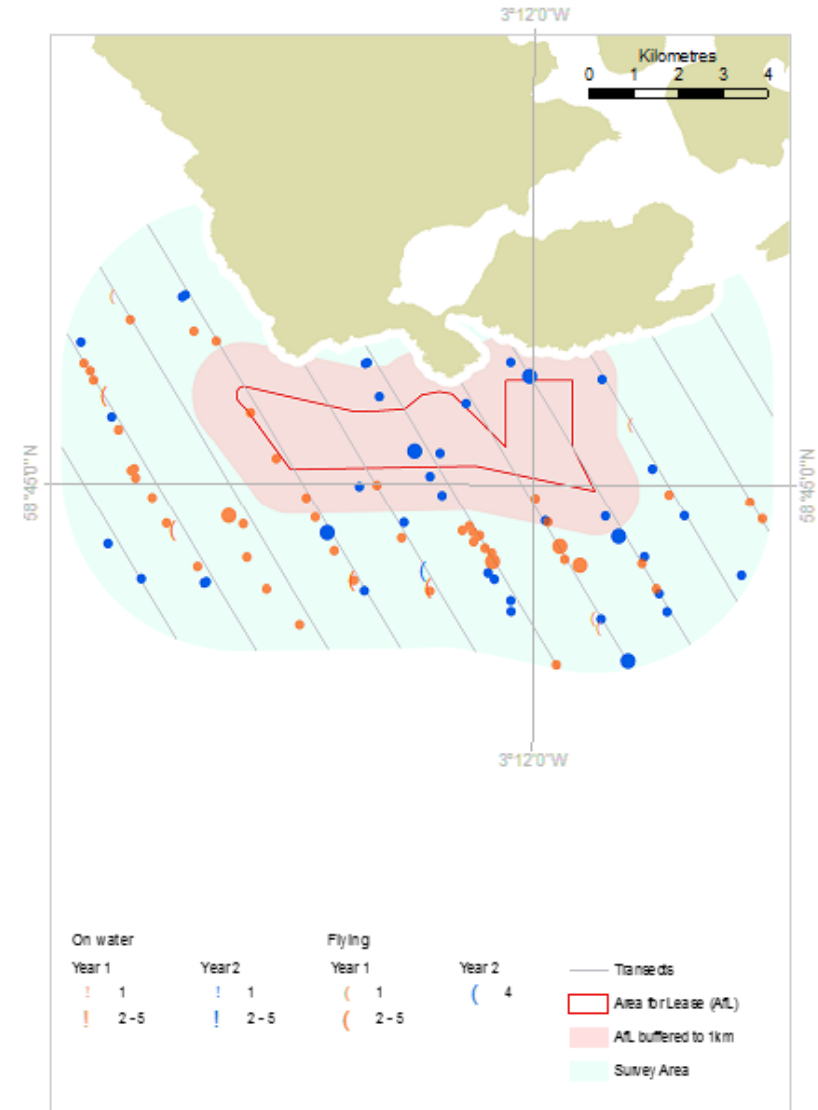 3°12'0"W
Kilometres
0 1 2 3 4
58°45'0"N
58°45'0"N
3°12'0"W
On water Flying
Year 1 Year 2 Year 1 Year 2
! 1 ! 1 ( 1 ( 4
! 2 - 5 ! 2 - 5 ( 2 - 5
Transects
Area for Lease (AfL)
AfL buffered to 1km
Survey Area